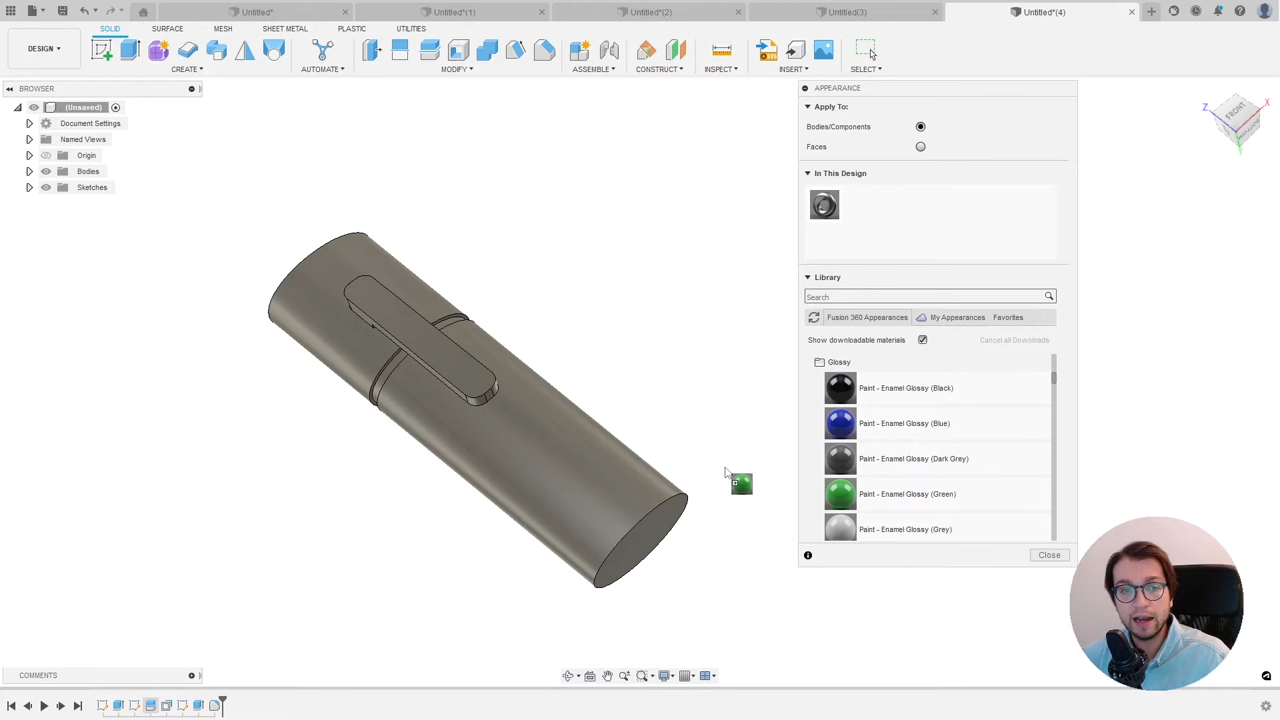 Untitled*
Untitled*(1)
Untitled*(2)
Untitled(3)
Untitled*(4)
SOLID
SURFACE
MESH
SHEET METAL
PLASTIC
UTILITIES
DESIGN
CREATE
AUTOMATE
MODIFY
ASSEMBLE
CONSTRUCT
INSPECT
INSERT
SELECT
BROWSER
(Unsaved)
Document Settings
Named Views
Origin
Bodies
Sketches
APPEARANCE
Apply To:
Bodies/Components
Faces
In This Design
Library
Search
Fusion 360 Appearances
My Appearances
Favorites
Show downloadable materials
Cancel all Downloads
Glossy
Paint - Enamel Glossy (Black)
Paint - Enamel Glossy (Blue)
Paint - Enamel Glossy (Dark Grey)
Paint - Enamel Glossy (Green)
Paint - Enamel Glossy (Grey)
Close
Z
X
Y
FRONT
COMMENTS